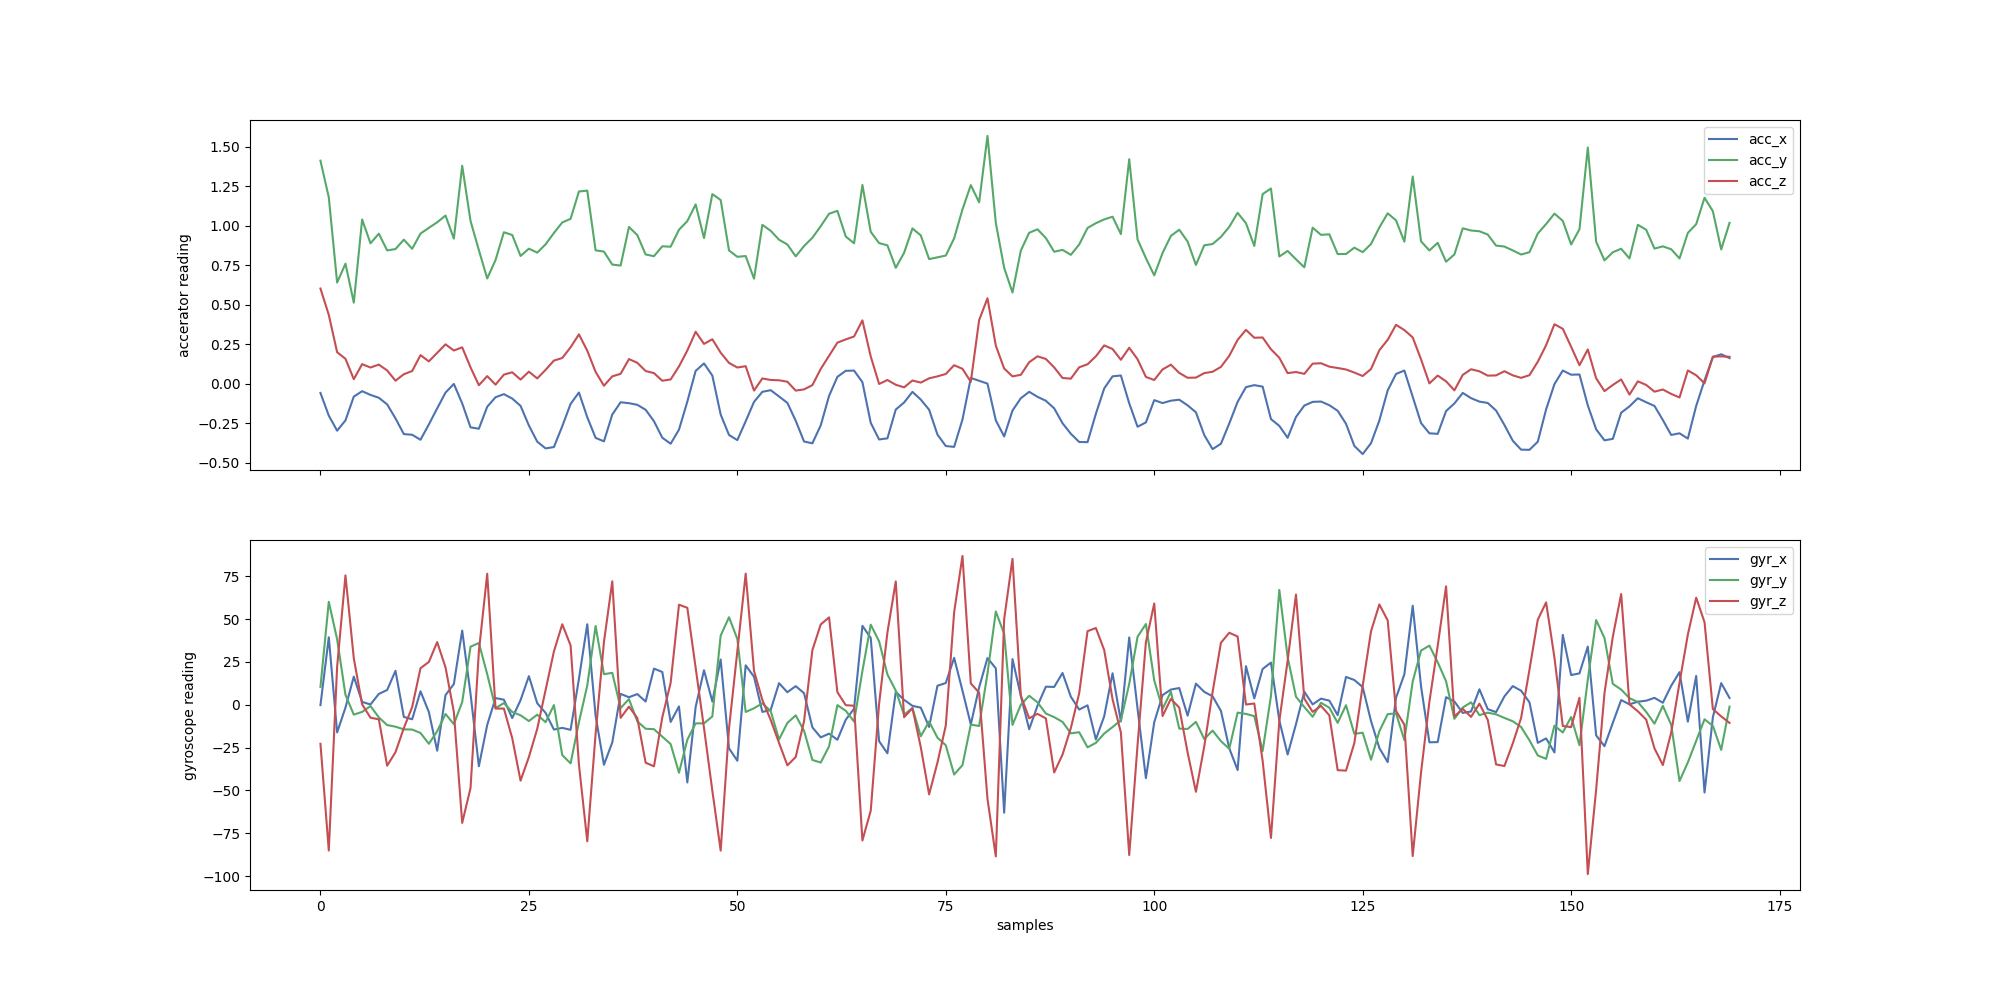 1.50
1.25
1.00
0.75
0.50
0.25
0.00
−0.25
−0.50
accerator reading
acc_x
acc_y
acc_z
75
50
25
0
−25
−50
−75
−100
gyroscope reading
gyr_x
gyr_y
gyr_z
0 25 50 75 100 125 150 175
samples